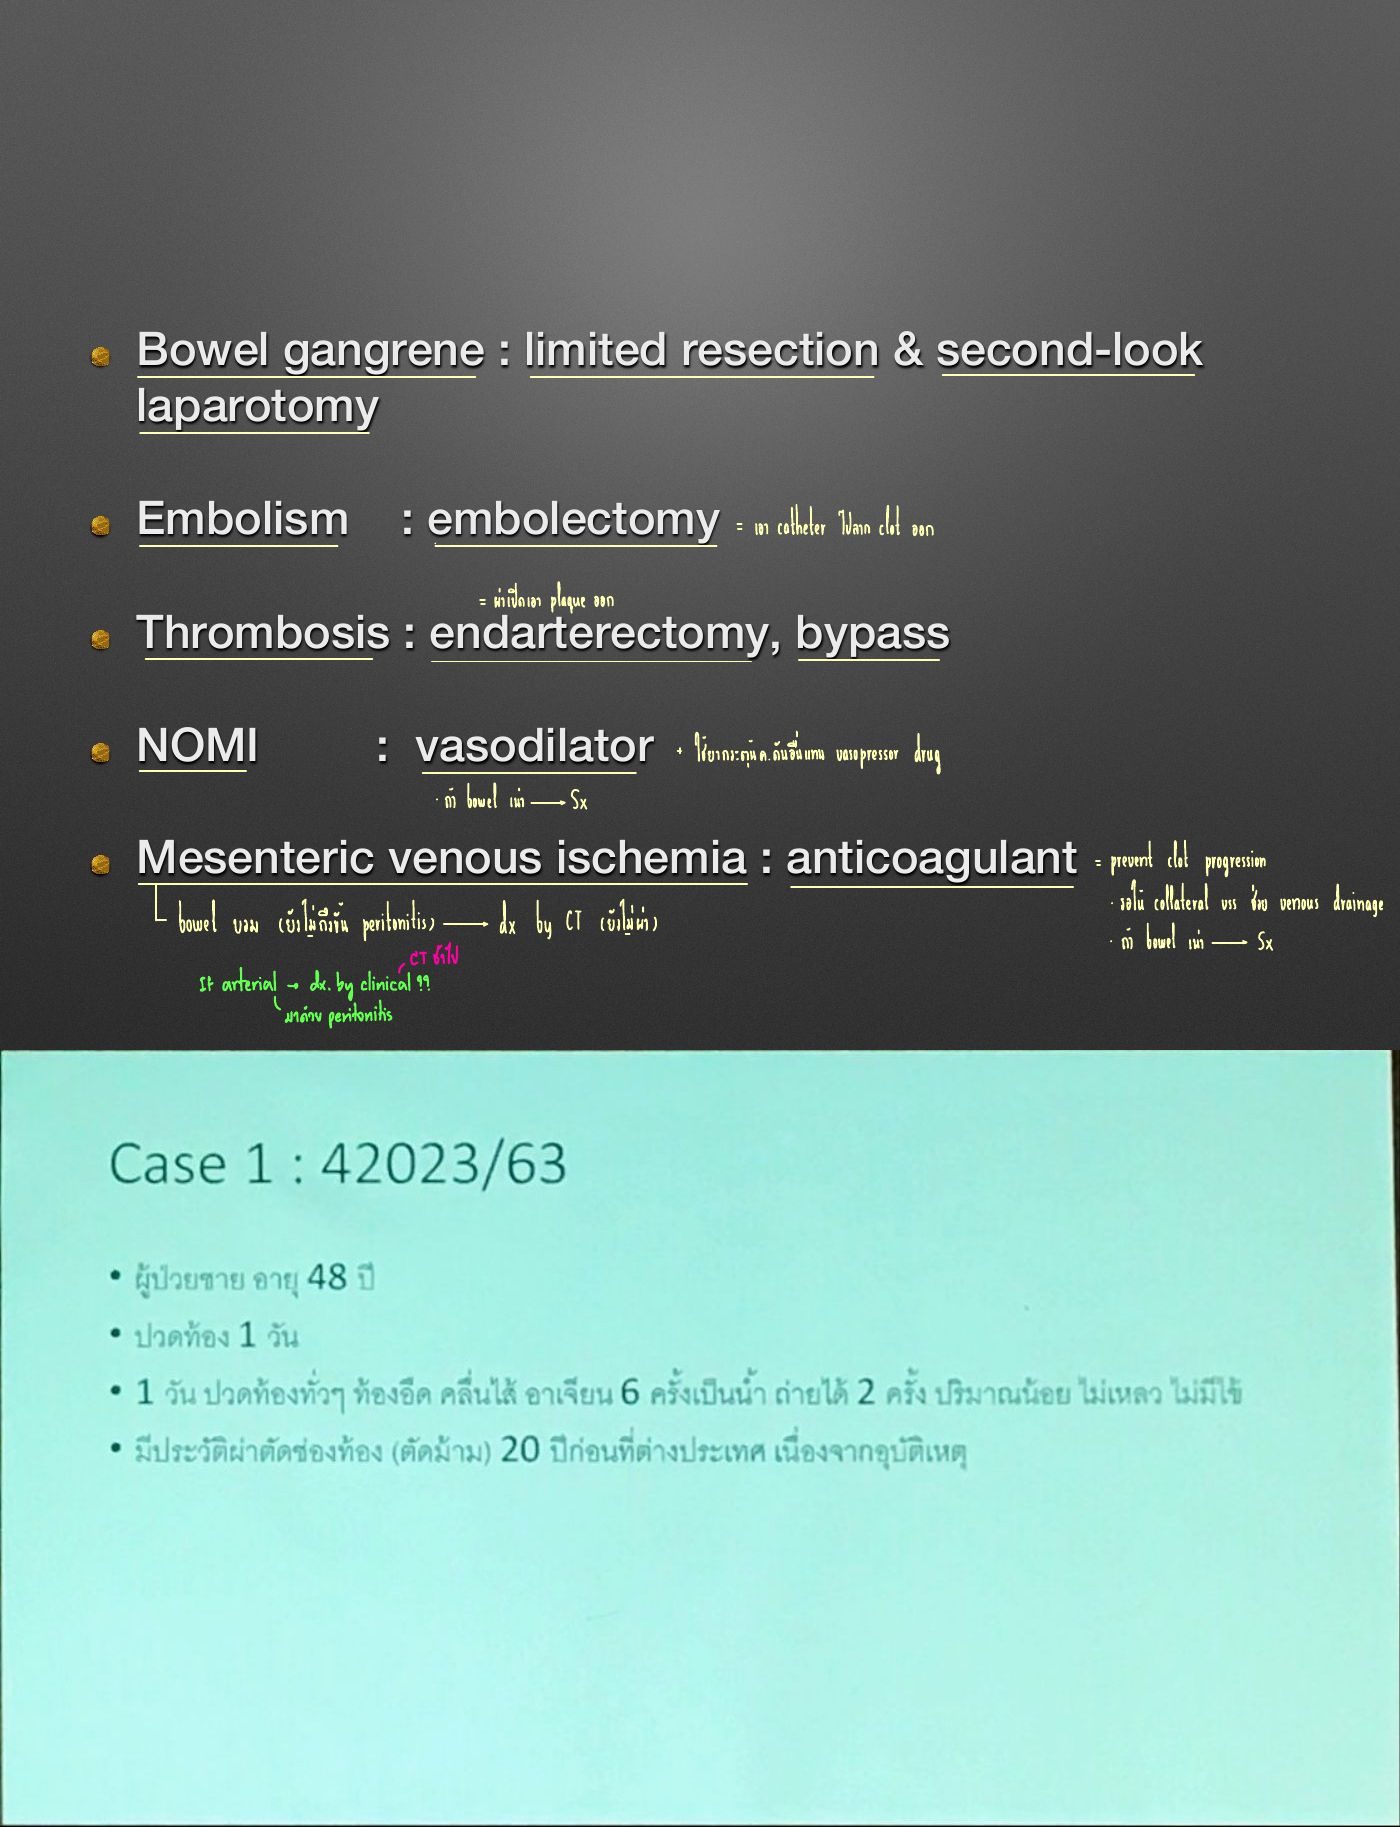 Bowel gangrene : limited resection & second-look
laparotomy
Embolism : embolectomy = เอา catheter ไปลาก clot ออก
= ผ่าเปิดเอา plaque ออก
Thrombosis : endarterectomy, bypass
NOMI : vasodilator + ใช้ยากระตุ้นค.ดันอื่นแทน vasopressor drug
· ถ้า bowel เน่า → Sx
Mesenteric venous ischemia : anticoagulant = prevent clot progression
· รอให้ collateral vss ช่วย venous drainage
bowel บวม (ยังไม่ถึงขั้น peritonitis) → dx by CT (ยังไม่ผ่า)
· ถ้า bowel เน่า → Sx
CT ช้าไป
If arterial → dx. by clinical ??
มาด้วย peritonitis
Case 1 : 42023/63
• ผู้ป่วยชาย อายุ 48 ปี
• ปวดท้อง 1 วัน
• 1 วัน ปวดท้องทั่วๆ ท้องอืด คลื่นไส้ อาเจียน 6 ครั้งเป็นน้ำ ถ่ายได้ 2 ครั้ง ปริมาณน้อย ไม่เหลว ไม่มีไข้
• มีประวัติผ่าตัดช่องท้อง (ตัดม้าม) 20 ปีก่อนที่ต่างประเทศ เนื่องจากอุบัติเหตุ